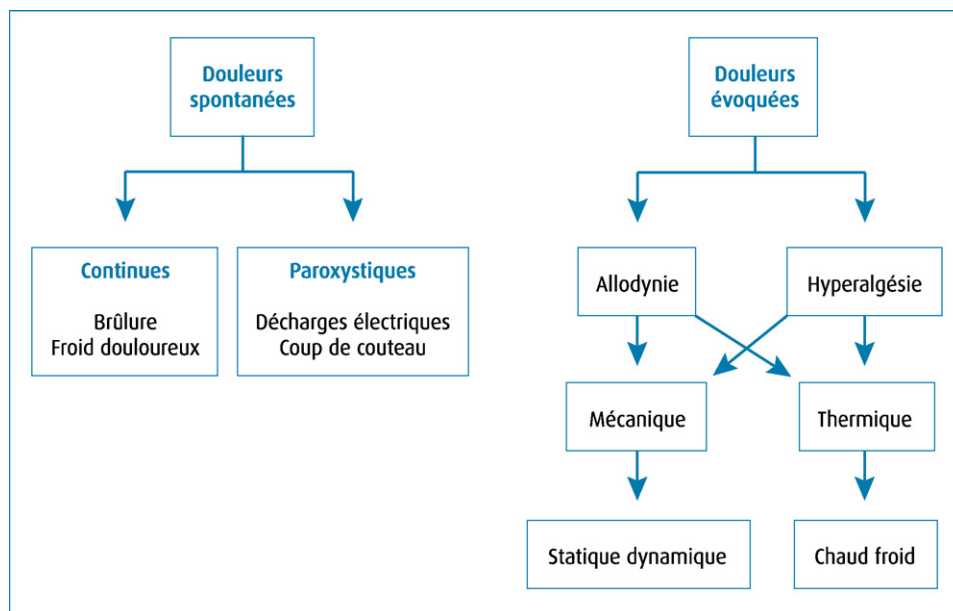 Douleurs
spontanées
Douleurs
évoquées
Continues
Brûlure
Froid douloureux
Paroxystiques
Décharges électriques
Coup de couteau
Allodynie
Hyperalgésie
Mécanique
Thermique
Statique dynamique
Chaud froid